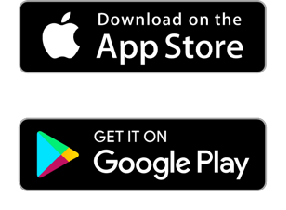 Download on the
App Store
GET IT ON
Google Play